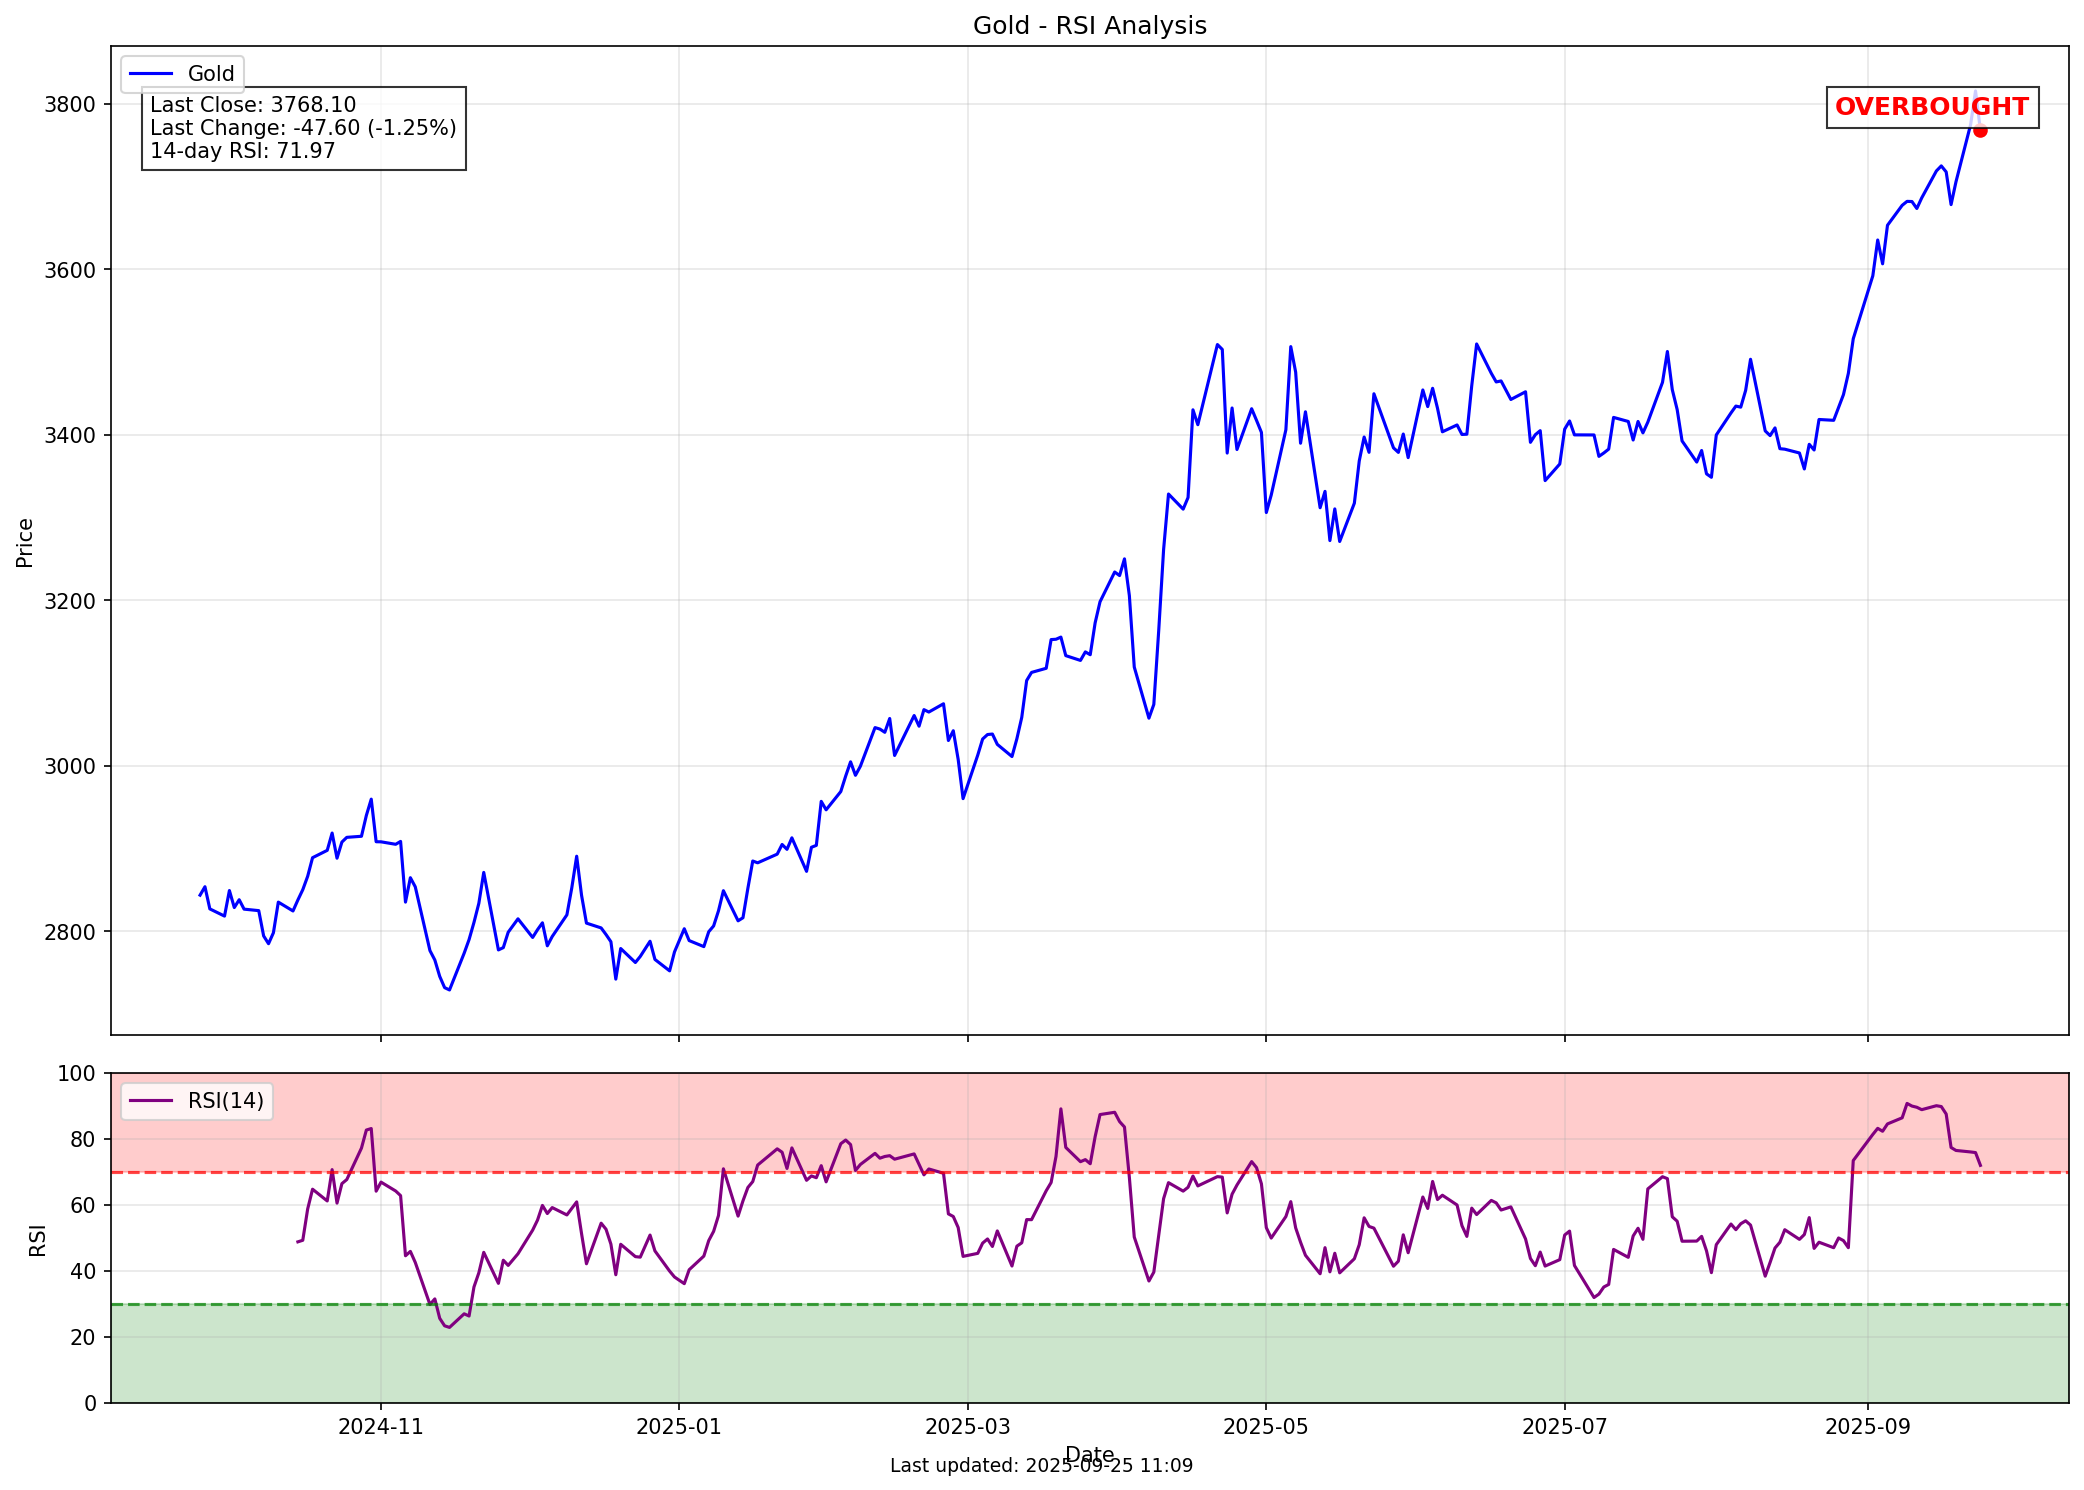 Gold - RSI Analysis
Gold
Last Close: 3768.10
Last Change: -47.60 (-1.25%)
14-day RSI: 71.97
OVERBOUGHT
3800
3600
3400
3200
3000
2800
Price
RSI(14)
100
80
60
40
20
0
RSI
2024-11
2025-01
2025-03
2025-05
2025-07
2025-09
Date
Last updated: 2025-09-25 11:09